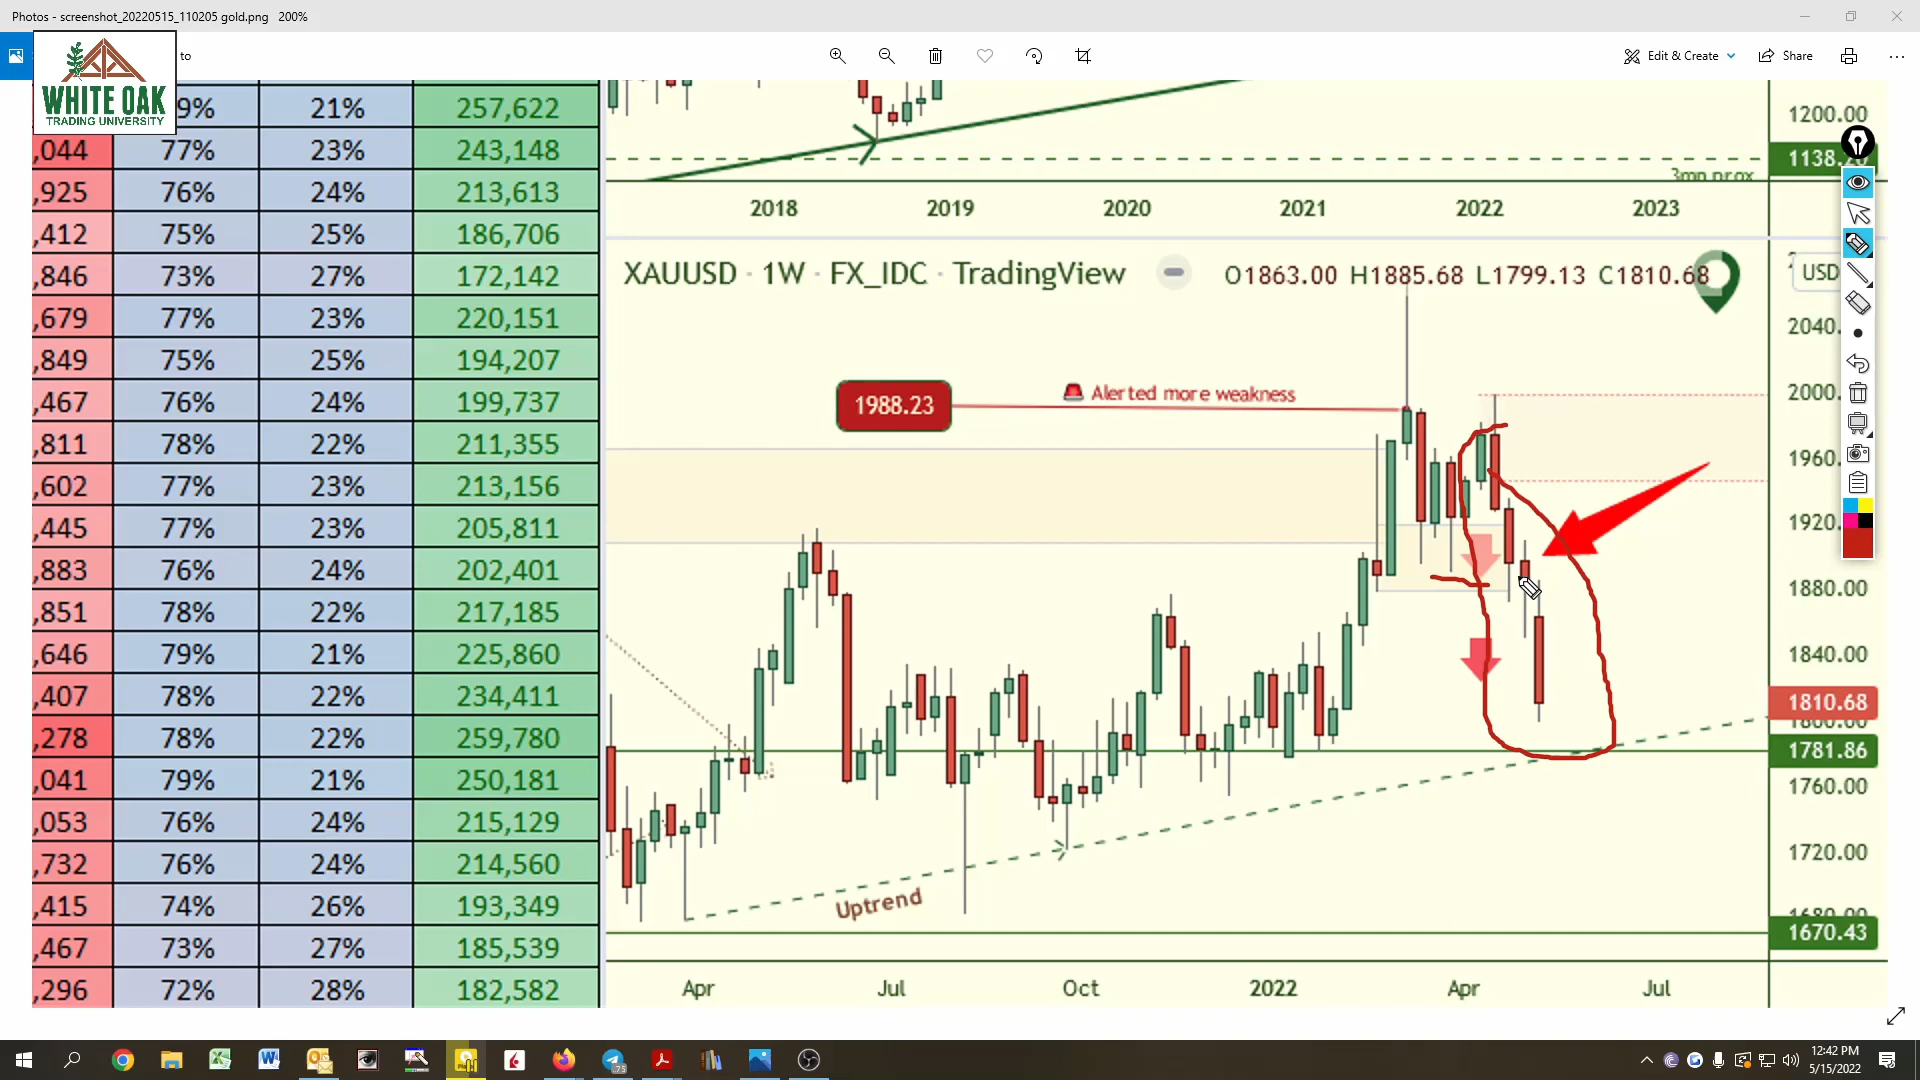 Photos - screenshot_20220515_110205 gold.png   200%
to
Edit & Create
Share
WHITE OAK
TRADING UNIVERSITY
9% 21% 257,622
,044 77% 23% 243,148
,925 76% 24% 213,613
,412 75% 25% 186,706
,846 73% 27% 172,142
,679 77% 23% 220,151
,849 75% 25% 194,207
,467 76% 24% 199,737
,811 78% 22% 211,355
,602 77% 23% 213,156
,445 77% 23% 205,811
,883 76% 24% 202,401
,851 78% 22% 217,185
,646 79% 21% 225,860
,407 78% 22% 234,411
,278 78% 22% 259,780
,041 79% 21% 250,181
,053 76% 24% 215,129
,732 76% 24% 214,560
,415 74% 26% 193,349
,467 73% 27% 185,539
,296 72% 28% 182,582
1200.00
1138.20
3mn prox
2018 2019 2020 2021 2022 2023
XAUUSD · 1W · FX_IDC · TradingView
O1863.00 H1885.68 L1799.13 C1810.68
USD
2040.
1988.23
Alerted more weakness
2000.
1960.
1920.
1880.00
1840.00
1810.68
1800.00
1781.86
1760.00
1720.00
Uptrend
1680.00
1670.43
Apr Jul Oct 2022 Apr Jul
.75
12:42 PM
5/15/2022